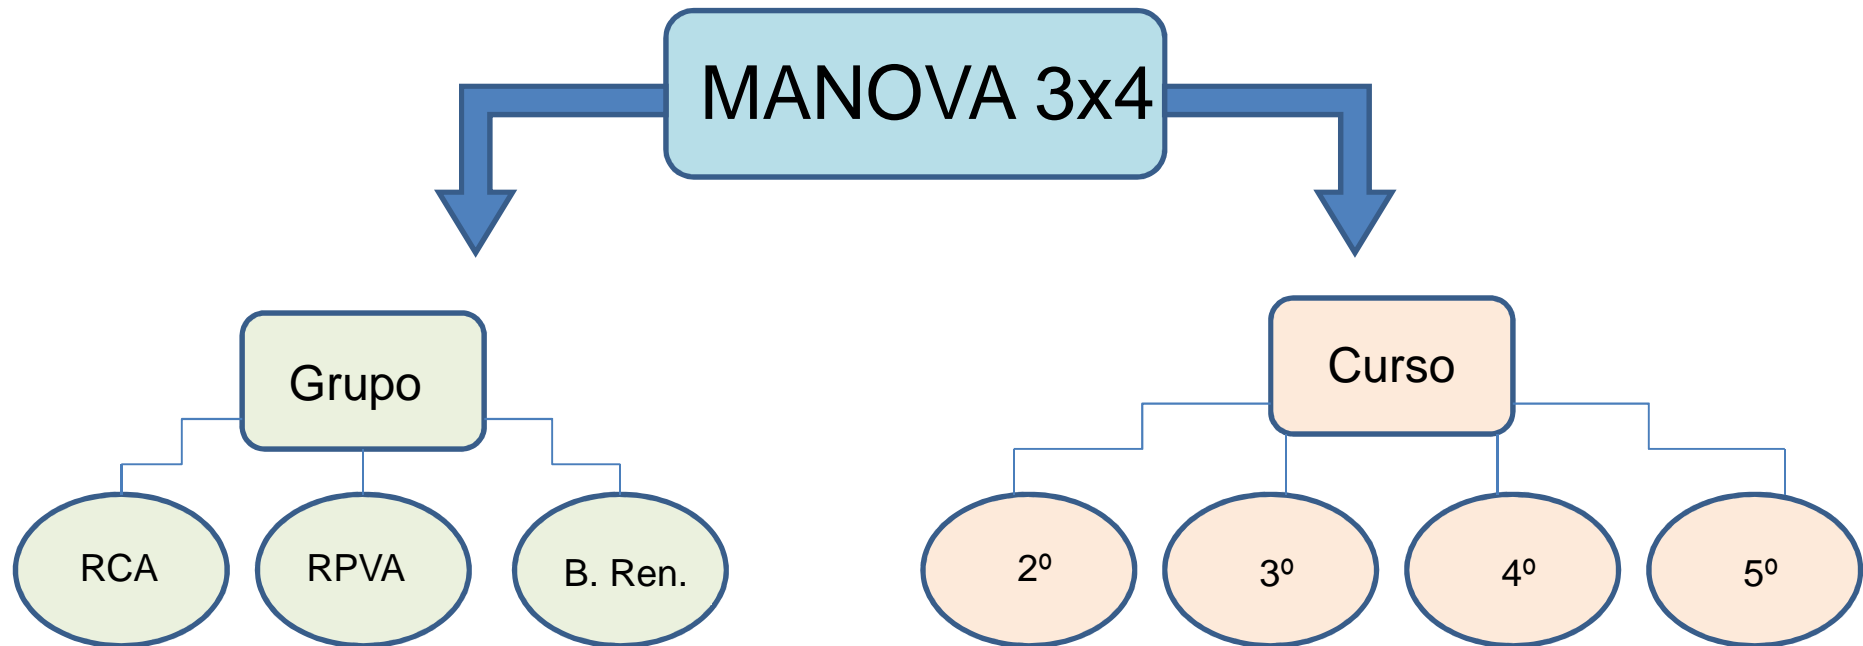 MANOVA 3x4
Grupo
Curso
RCA
RPVA
B. Ren.
2º
3º
4º
5º